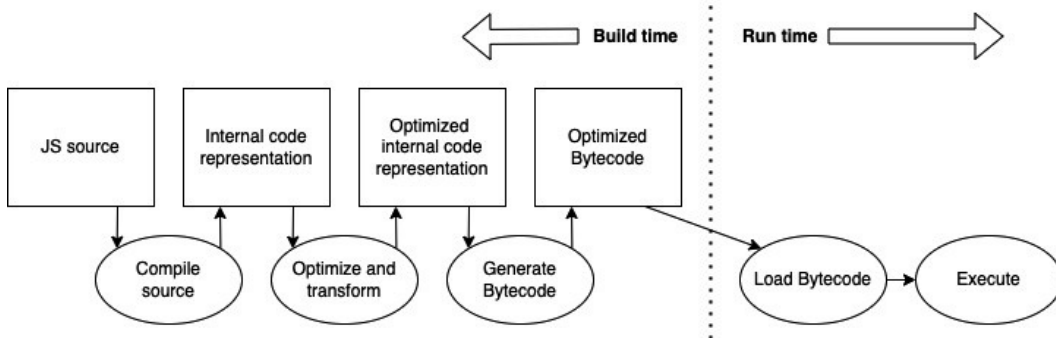 Build time
Run time
JS source
Internal code
representation
Optimized
internal code
representation
Optimized
Bytecode
Compile
source
Optimize and
transform
Generate
Bytecode
Load Bytecode
Execute